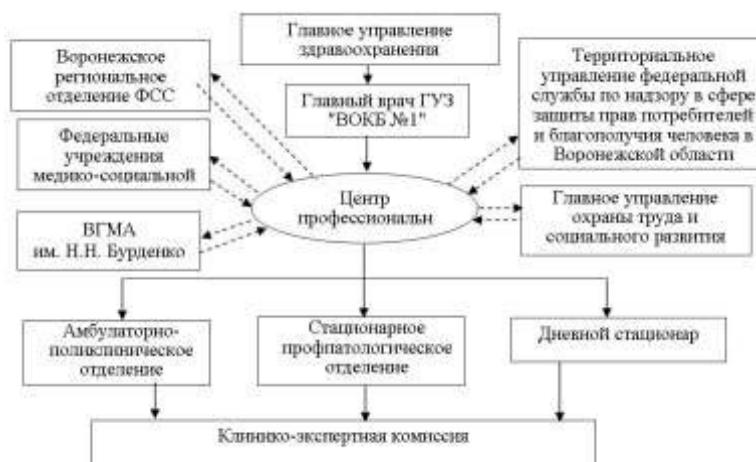 Главное управление
здравоохранения
Воронежское
региональное
отделение ФСС
Главный врач ГУЗ
"ВОКБ №1"
Территориальное
управление федеральной
службы по надзору в сфере
защиты прав потребителей
и благополучия человека в
Воронежской области
Федеральные
учреждения
медико-социальной
Центр
профессиональн
ВГМА
им. Н.Н. Бурденко
Главное управление
охраны труда и
социального развития
Амбулаторно-
поликлиническое
отделение
Стационарное
профпатологическое
отделение
Дневной стационар
Клинико-экспертная комиссия